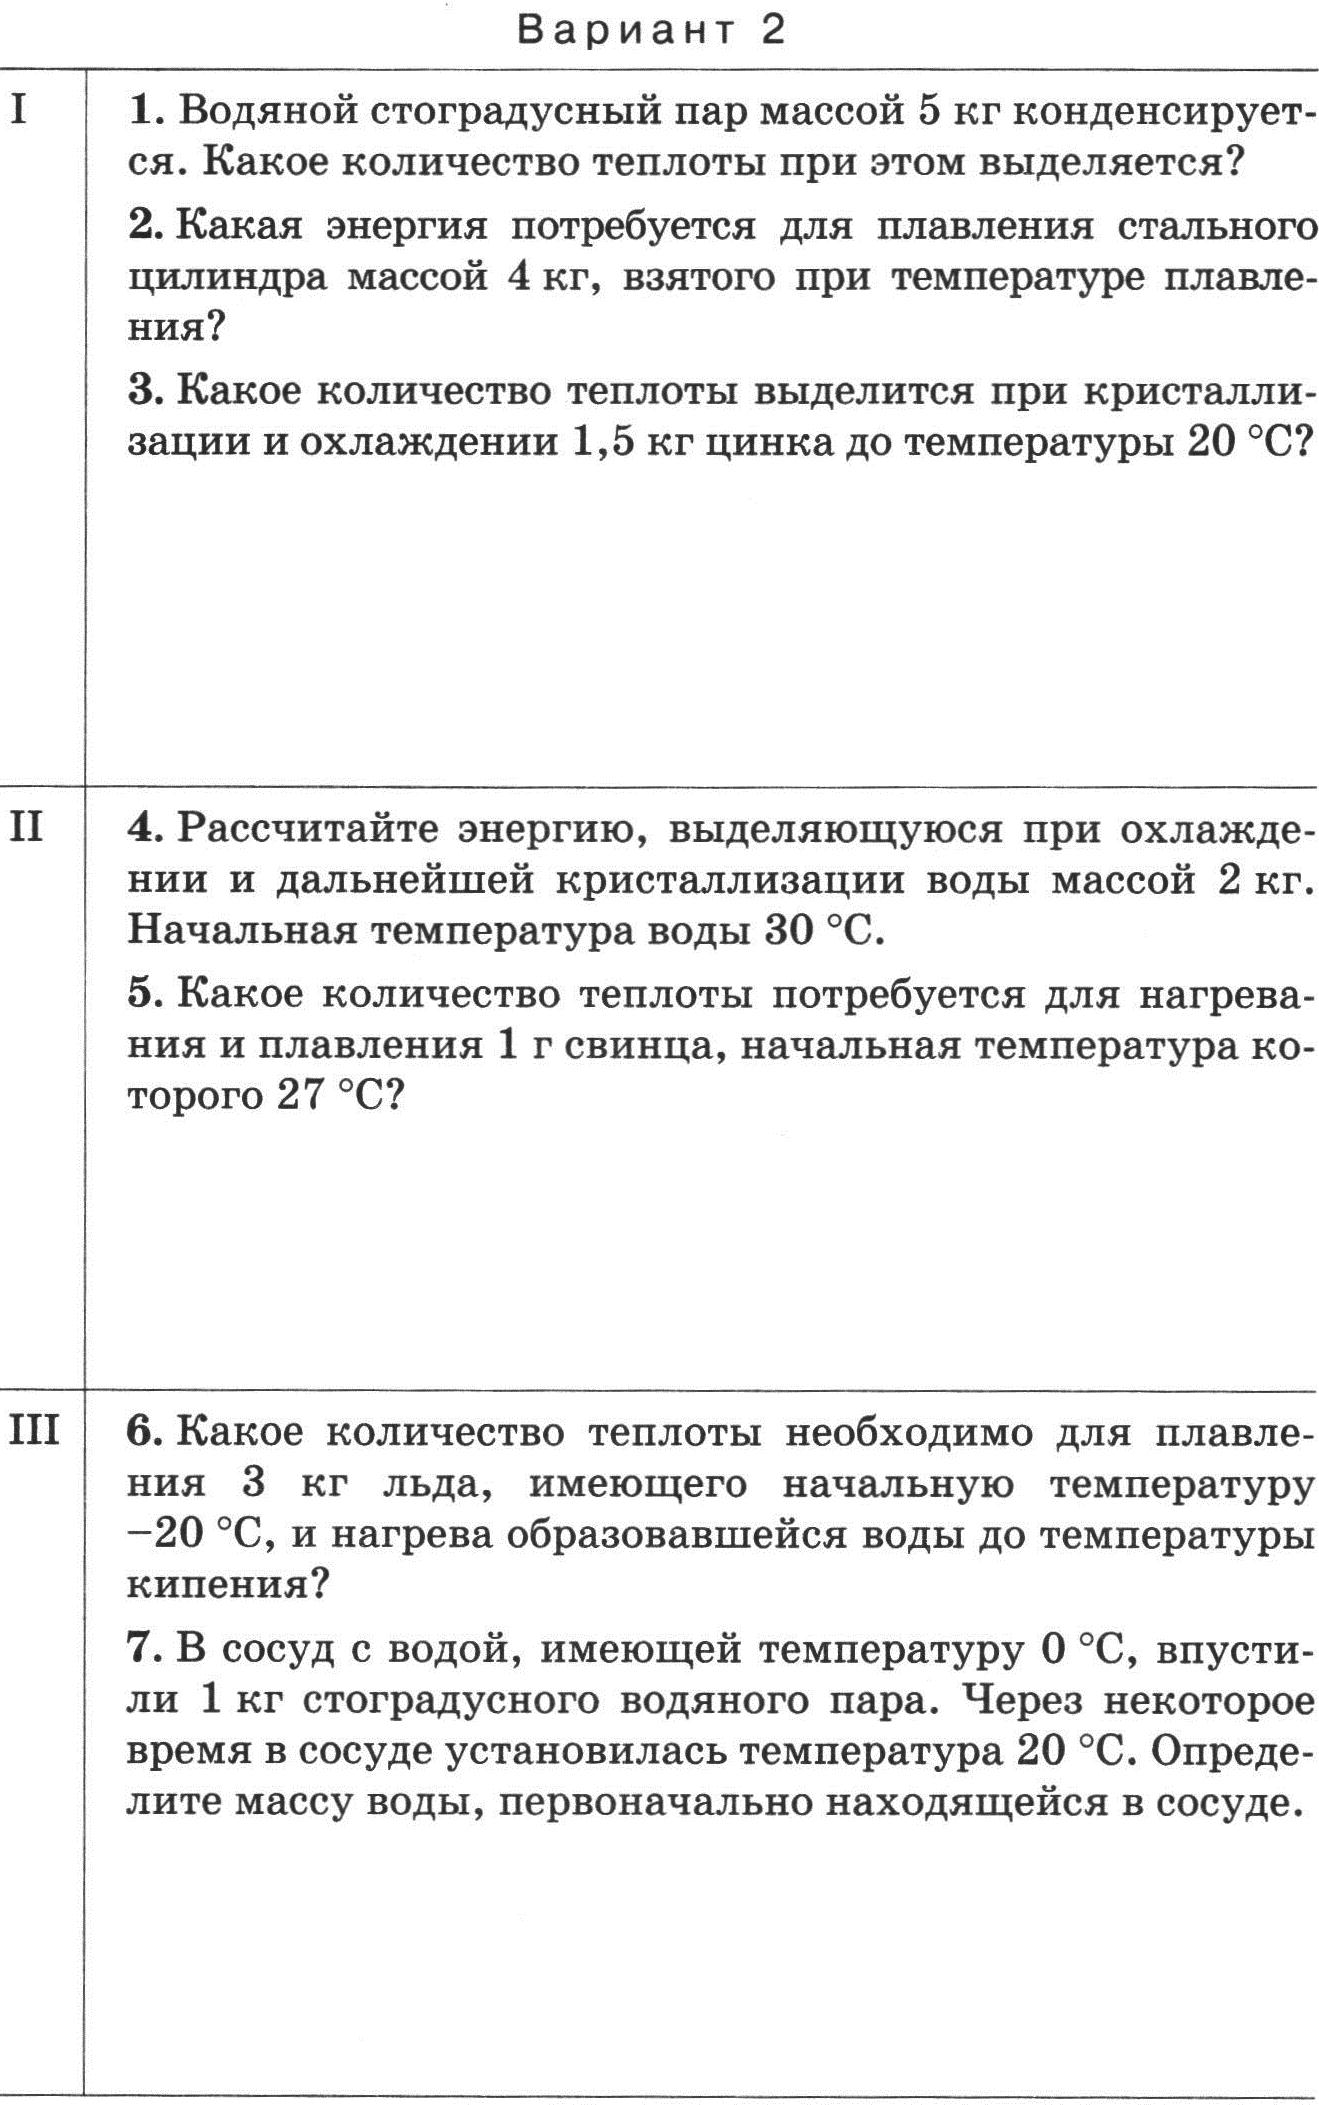 Вариант 2
I
1. Водяной стоградусный пар массой 5 кг конденсирует-
ся. Какое количество теплоты при этом выделяется?
2. Какая энергия потребуется для плавления стального
цилиндра массой 4 кг, взятого при температуре плавле-
ния?
3. Какое количество теплоты выделится при кристалли-
зации и охлаждении 1,5 кг цинка до температуры 20 °С?
II
4. Рассчитайте энергию, выделяющуюся при охлажде-
нии и дальнейшей кристаллизации воды массой 2 кг.
Начальная температура воды 30 °С.
5. Какое количество теплоты потребуется для нагрева-
ния и плавления 1 г свинца, начальная температура ко-
торого 27 °С?
III
6. Какое количество теплоты необходимо для плавле-
ния 3 кг льда, имеющего начальную температуру
−20 °С, и нагрева образовавшейся воды до температуры
кипения?
7. В сосуд с водой, имеющей температуру 0 °С, впусти-
ли 1 кг стоградусного водяного пара. Через некоторое
время в сосуде установилась температура 20 °С. Опреде-
лите массу воды, первоначально находящейся в сосуде.